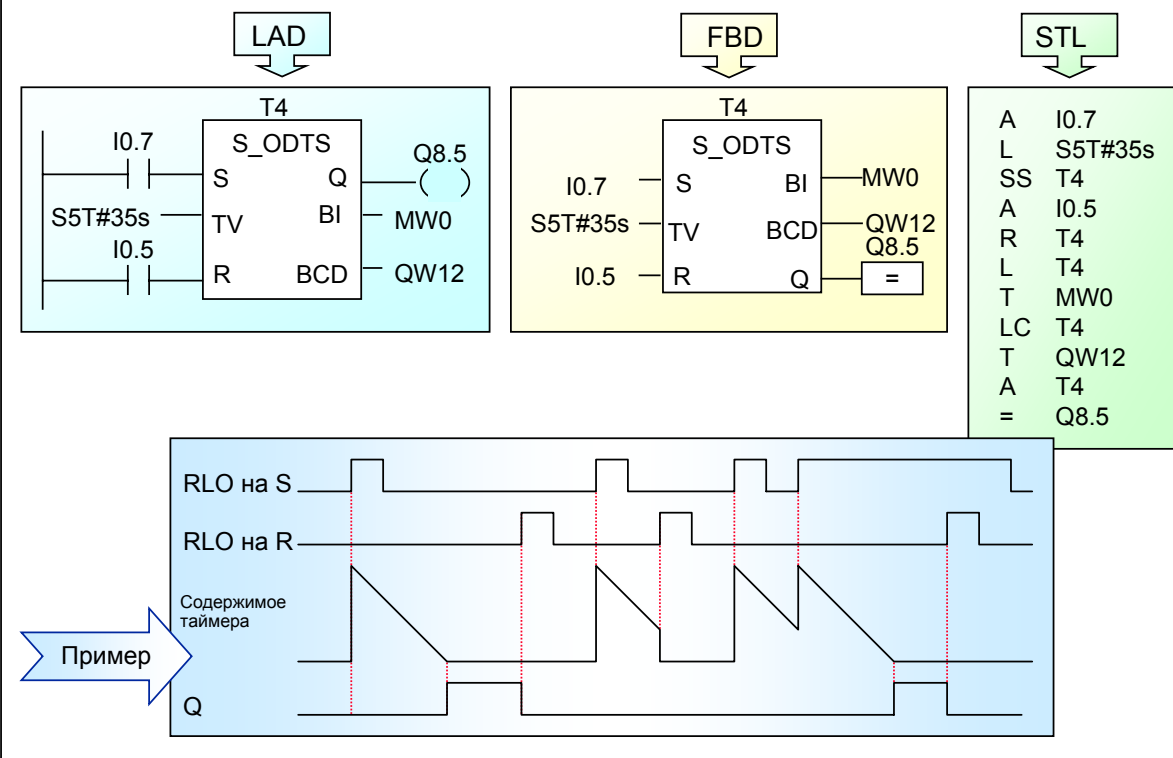 LAD
FBD
STL
T4
I0.7
S_ODTS
Q8.5
S
Q
S5T#35s
TV
BI
MW0
I0.5
R
BCD
QW12
T4
S_ODTS
I0.7
S
BI
MW0
S5T#35s
TV
BCD
QW12
Q8.5
I0.5
R
Q
=
A I0.7
L S5T#35s
SS T4
A I0.5
R T4
L T4
T MW0
LC T4
T QW12
A T4
= Q8.5
RLO на S
RLO на R
Содержимое
таймера
Пример
Q